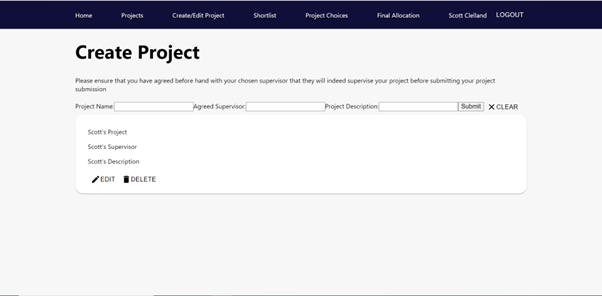 Home Projects Create/Edit Project Shortlist Project Choices Final Allocation Scott Clelland LOGOUT
Create Project
Please ensure that you have agreed before hand with your chosen supervisor that they will indeed supervise your project before submitting your project
submission
Project Name: Agreed Supervisor: Project Description: Submit CLEAR
Scott's Project
Scott's Supervisor
Scott's Description
EDIT DELETE